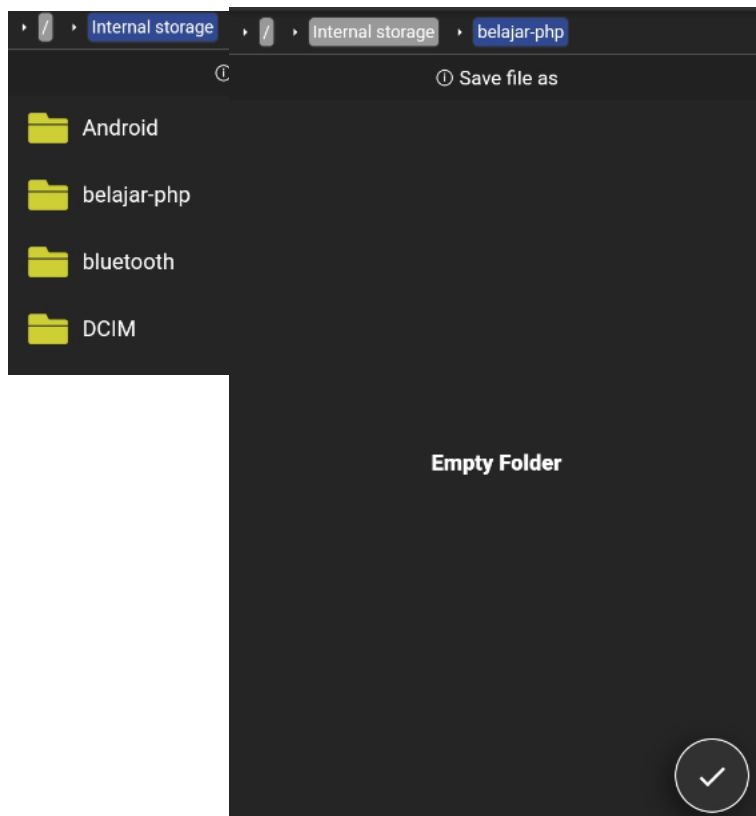 / Internal storage
Android
belajar-php
bluetooth
DCIM
/ Internal storage belajar-php
ⓘ Save file as
Empty Folder